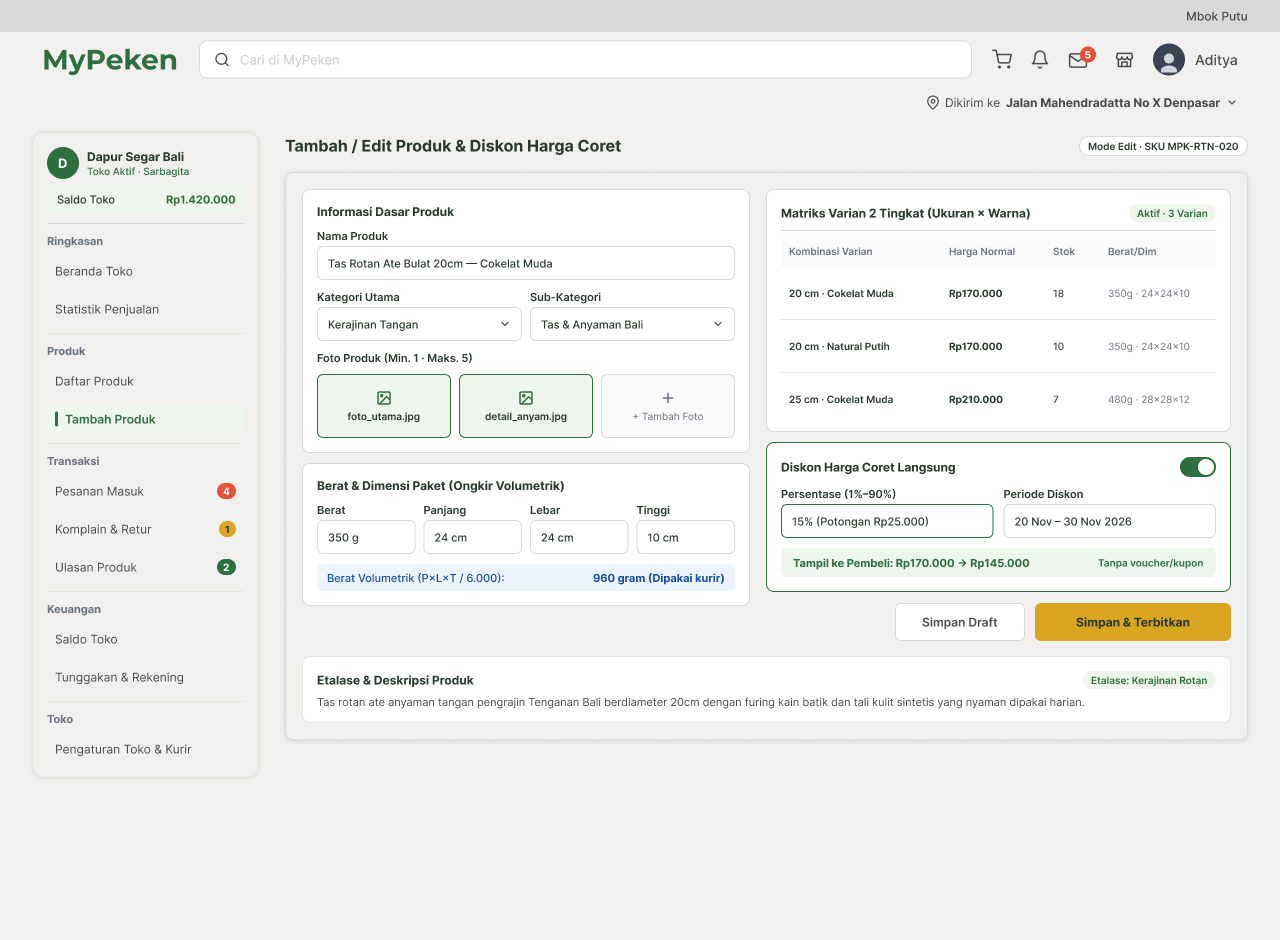 Mbok Putu
MyPeken
Cari di MyPeken
5
Aditya
Dikirim ke Jalan Mahendradatta No X Denpasar
D
Dapur Segar Bali
Toko Aktif · Sarbagita
Saldo Toko Rp1.420.000
Ringkasan
Beranda Toko
Statistik Penjualan
Produk
Daftar Produk
Tambah Produk
Transaksi
Pesanan Masuk 4
Komplain & Retur 1
Ulasan Produk 2
Keuangan
Saldo Toko
Tunggakan & Rekening
Toko
Pengaturan Toko & Kurir
Tambah / Edit Produk & Diskon Harga Coret
Mode Edit · SKU MPK-RTN-020
Informasi Dasar Produk
Nama Produk
Tas Rotan Ate Bulat 20cm — Cokelat Muda
Kategori Utama Sub-Kategori
Kerajinan Tangan Tas & Anyaman Bali
Foto Produk (Min. 1 · Maks. 5)
foto_utama.jpg detail_anyam.jpg + Tambah Foto
Berat & Dimensi Paket (Ongkir Volumetrik)
Berat Panjang Lebar Tinggi
350 g 24 cm 24 cm 10 cm
Berat Volumetrik (P×L×T / 6.000): 960 gram (Dipakai kurir)
Matriks Varian 2 Tingkat (Ukuran × Warna) Aktif · 3 Varian
Kombinasi Varian Harga Normal Stok Berat/Dim
20 cm · Cokelat Muda Rp170.000 18 350g · 24×24×10
20 cm · Natural Putih Rp170.000 10 350g · 24×24×10
25 cm · Cokelat Muda Rp210.000 7 480g · 28×28×12
Diskon Harga Coret Langsung
Persentase (1%–90%) Periode Diskon
15% (Potongan Rp25.000) 20 Nov – 30 Nov 2026
Tampil ke Pembeli: Rp170.000 → Rp145.000 Tanpa voucher/kupon
Simpan Draft Simpan & Terbitkan
Etalase & Deskripsi Produk Etalase: Kerajinan Rotan
Tas rotan ate anyaman tangan pengrajin Tenganan Bali berdiameter 20cm dengan furing kain batik dan tali kulit sintetis yang nyaman dipakai harian.